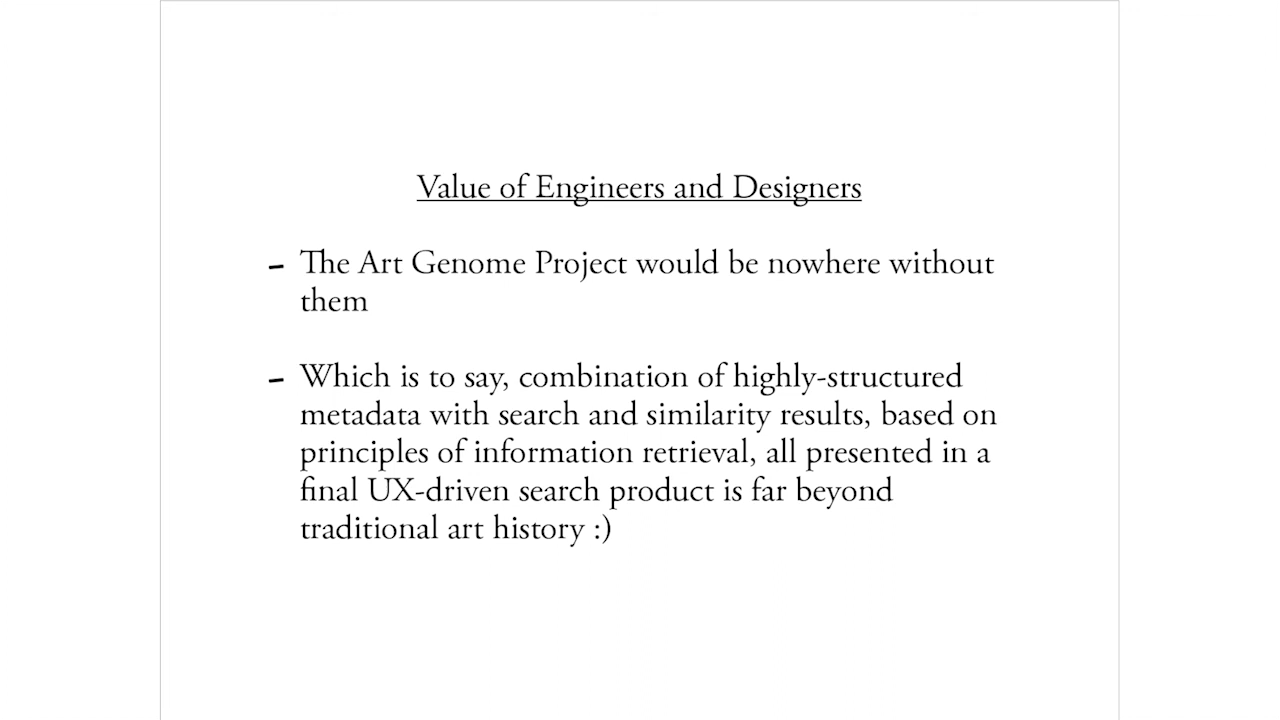 Value of Engineers and Designers
- The Art Genome Project would be nowhere without
them
- Which is to say, combination of highly-structured
metadata with search and similarity results, based on
principles of information retrieval, all presented in a
final UX-driven search product is far beyond
traditional art history :)